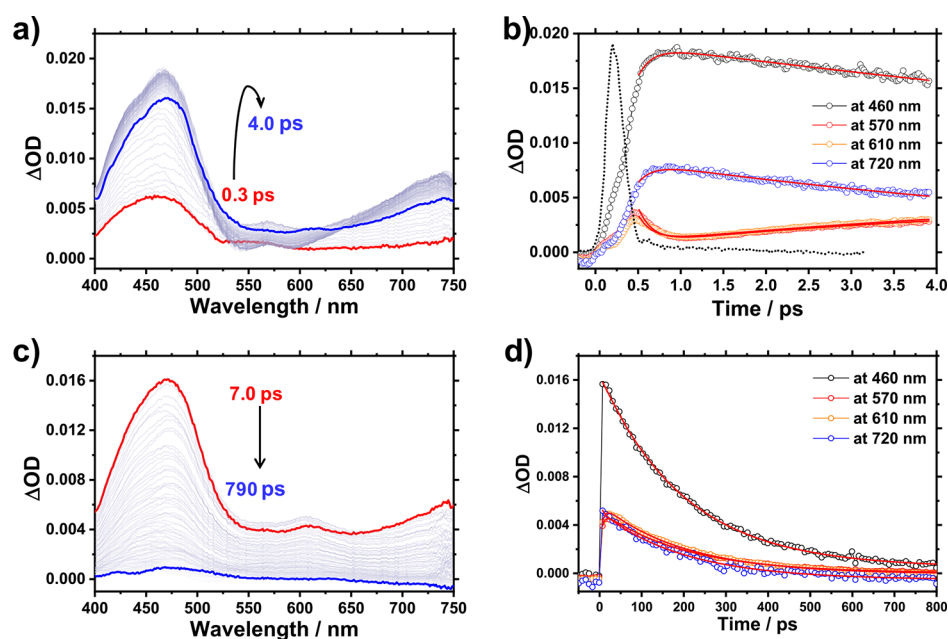 a)
0.020
0.015
0.010
0.005
0.000
ΔOD
4.0 ps
0.3 ps
400 450 500 550 600 650 700 750
Wavelength / nm
b)
0.020
0.015
0.010
0.005
0.000
ΔOD
at 460 nm
at 570 nm
at 610 nm
at 720 nm
0.0 0.5 1.0 1.5 2.0 2.5 3.0 3.5 4.0
Time / ps
c)
0.016
0.012
0.008
0.004
0.000
ΔOD
7.0 ps
790 ps
400 450 500 550 600 650 700 750
Wavelength / nm
d)
0.016
0.012
0.008
0.004
0.000
ΔOD
at 460 nm
at 570 nm
at 610 nm
at 720 nm
0 100 200 300 400 500 600 700 800
Time / ps